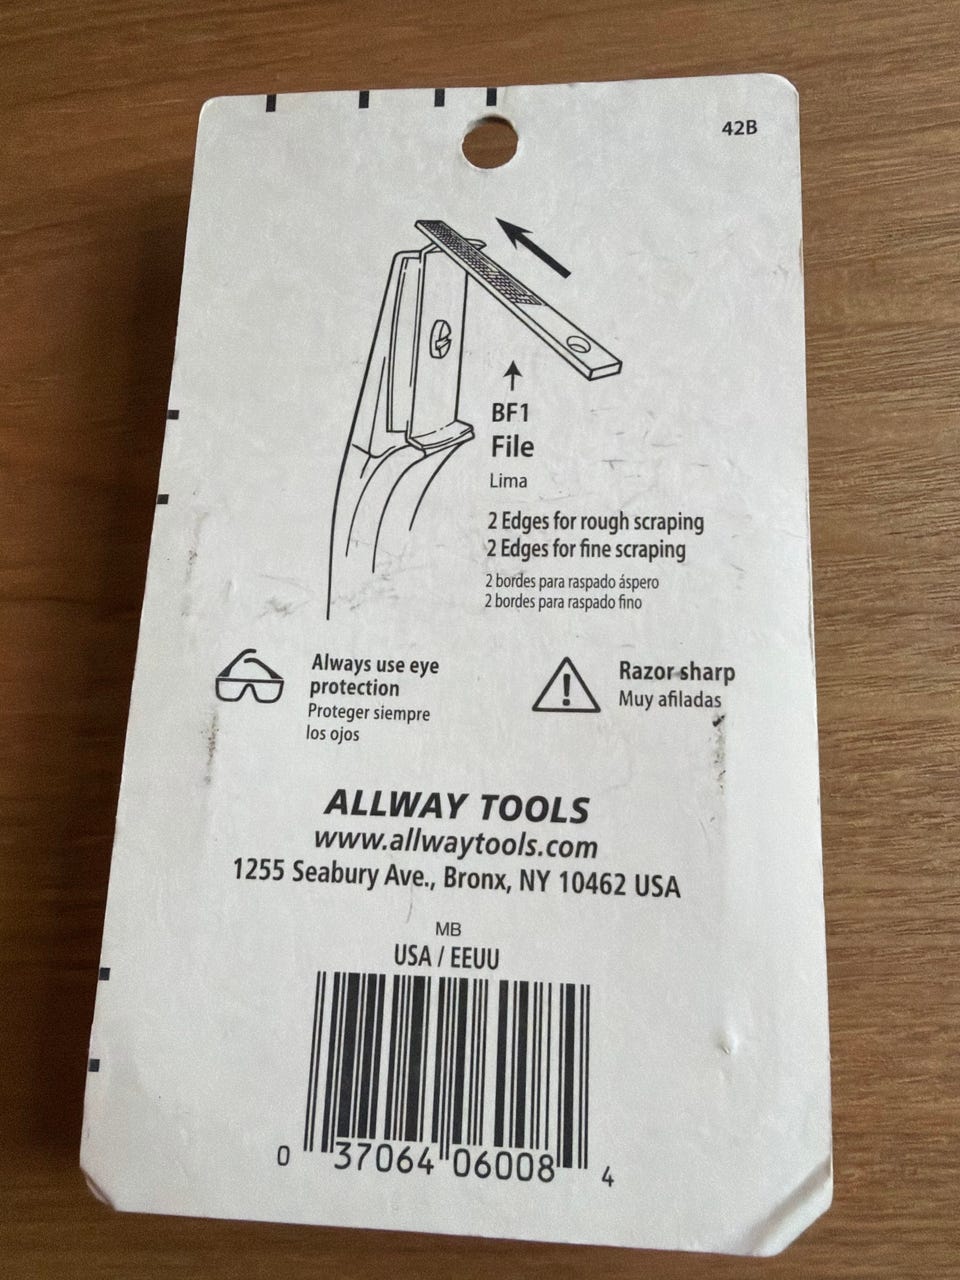 42B
BF1
File
Lima
2 Edges for rough scraping
2 Edges for fine scraping
2 bordes para raspado áspero
2 bordes para raspado fino
Always use eye
protection
Proteger siempre
los ojos
Razor sharp
Muy afiladas
ALLWAY TOOLS
www.allwaytools.com
1255 Seabury Ave., Bronx, NY 10462 USA
MB
USA / EEUU
0 37064 06008 4